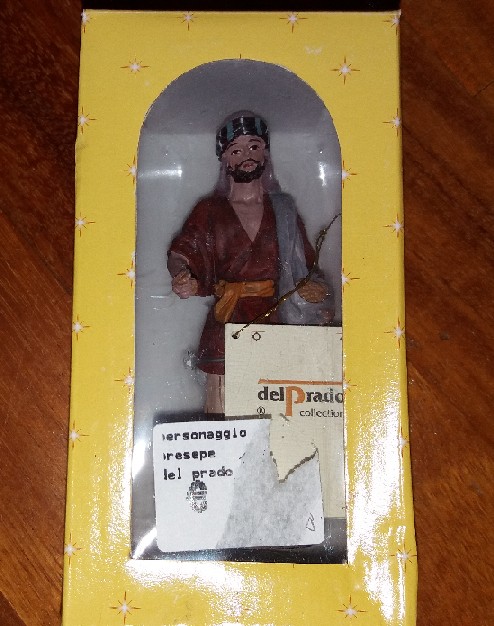 delPrado
® collection
personaggio
presepe
del prado